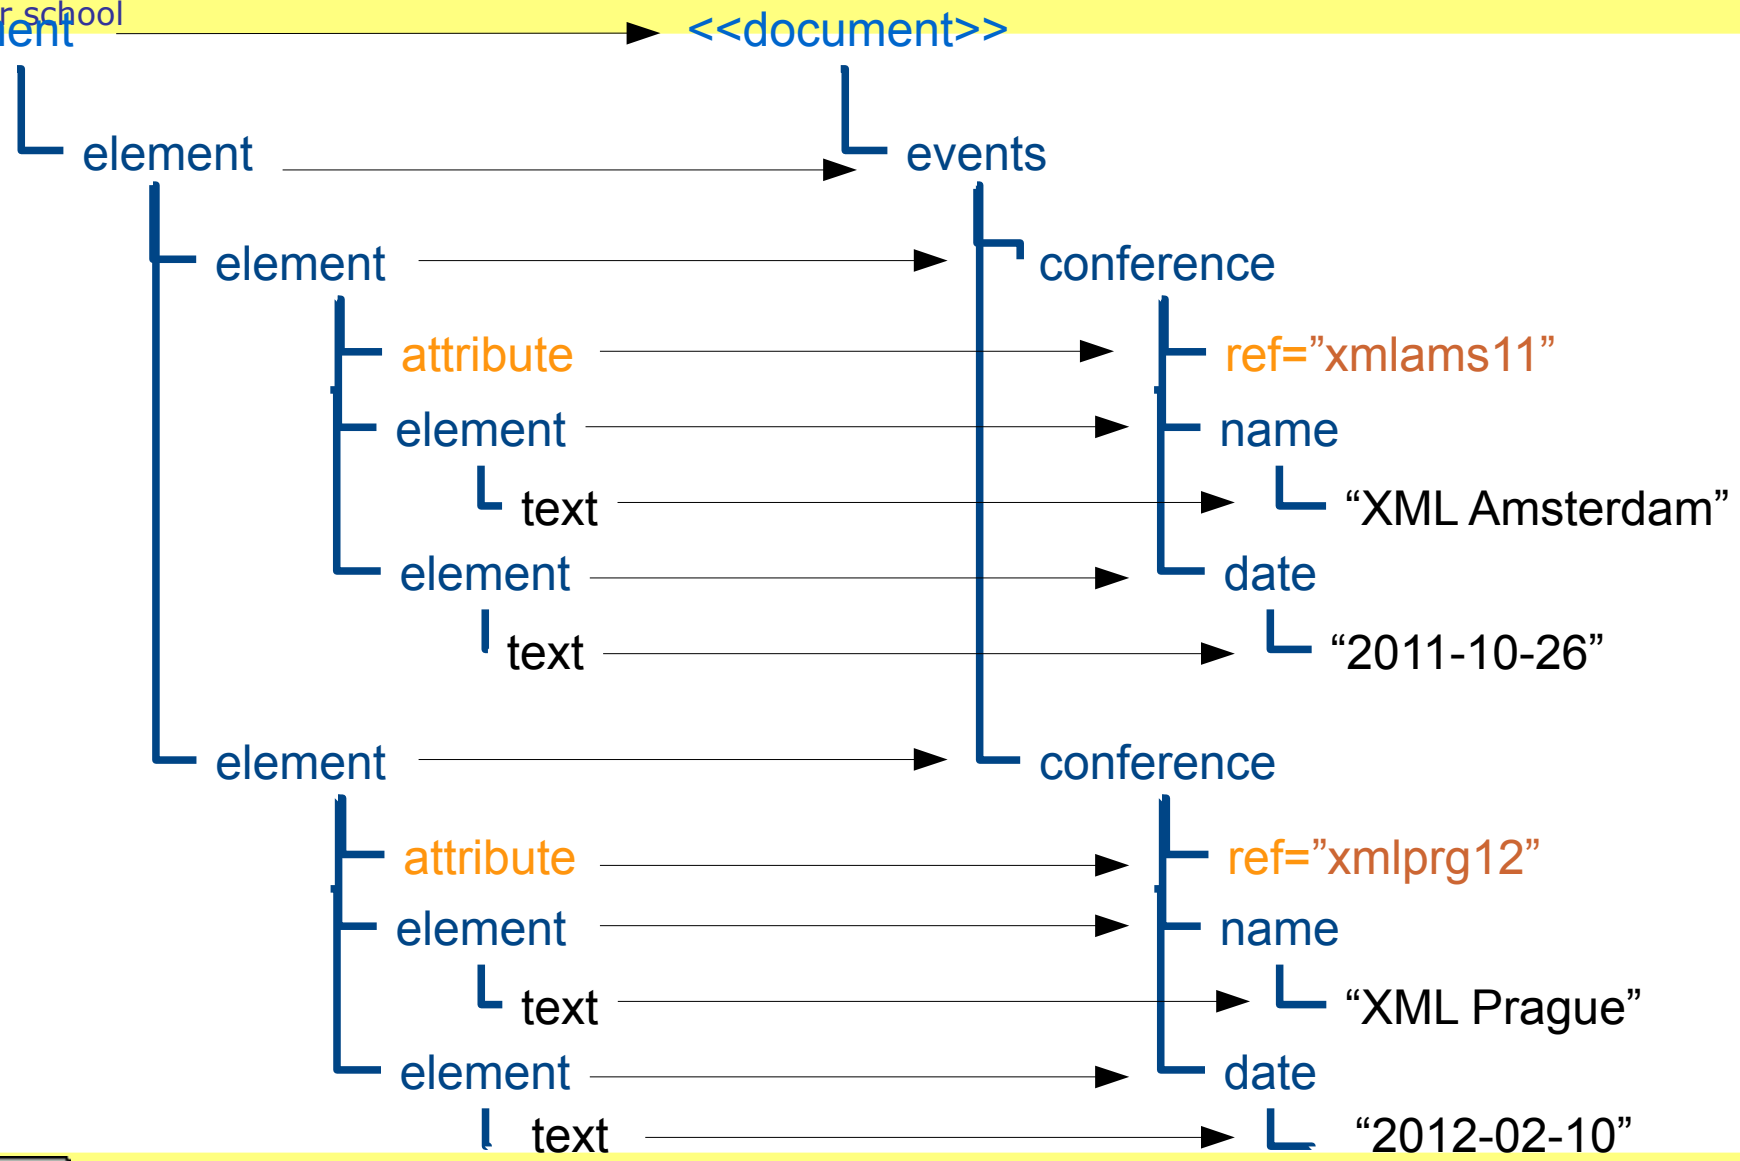 school
<<document>>
element events
element conference
attribute ref=”xmlams11”
element name
text “XML Amsterdam”
element date
text “2011-10-26”
element conference
attribute ref=”xmlprg12”
element name
text “XML Prague”
element date
text “2012-02-10”